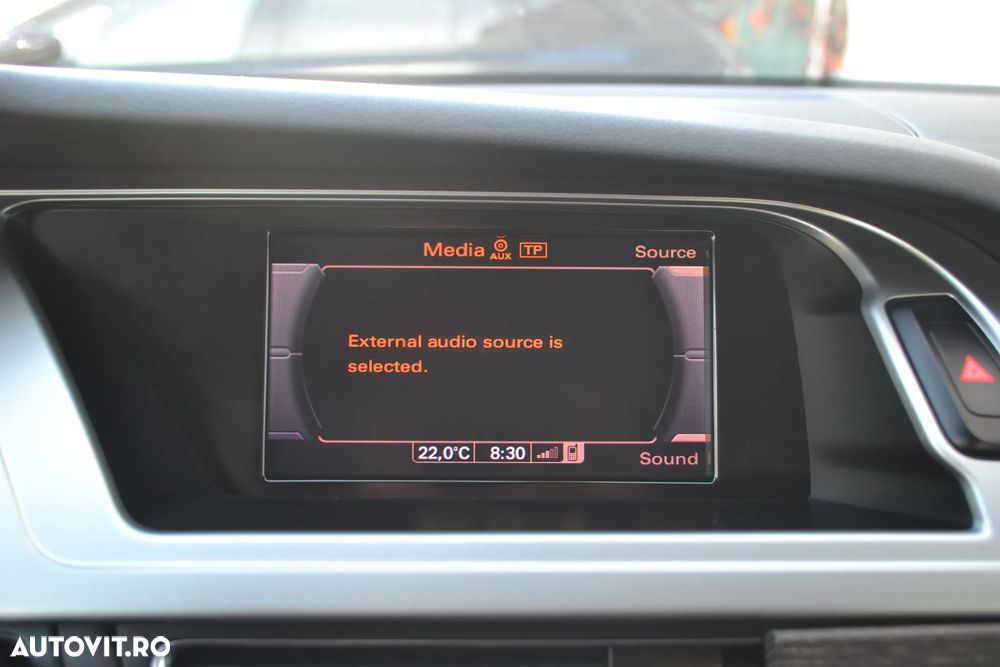 Media AUX TP Source
External audio source is
selected.
22,0°C 8:30 Sound
AUTOVIT.RO